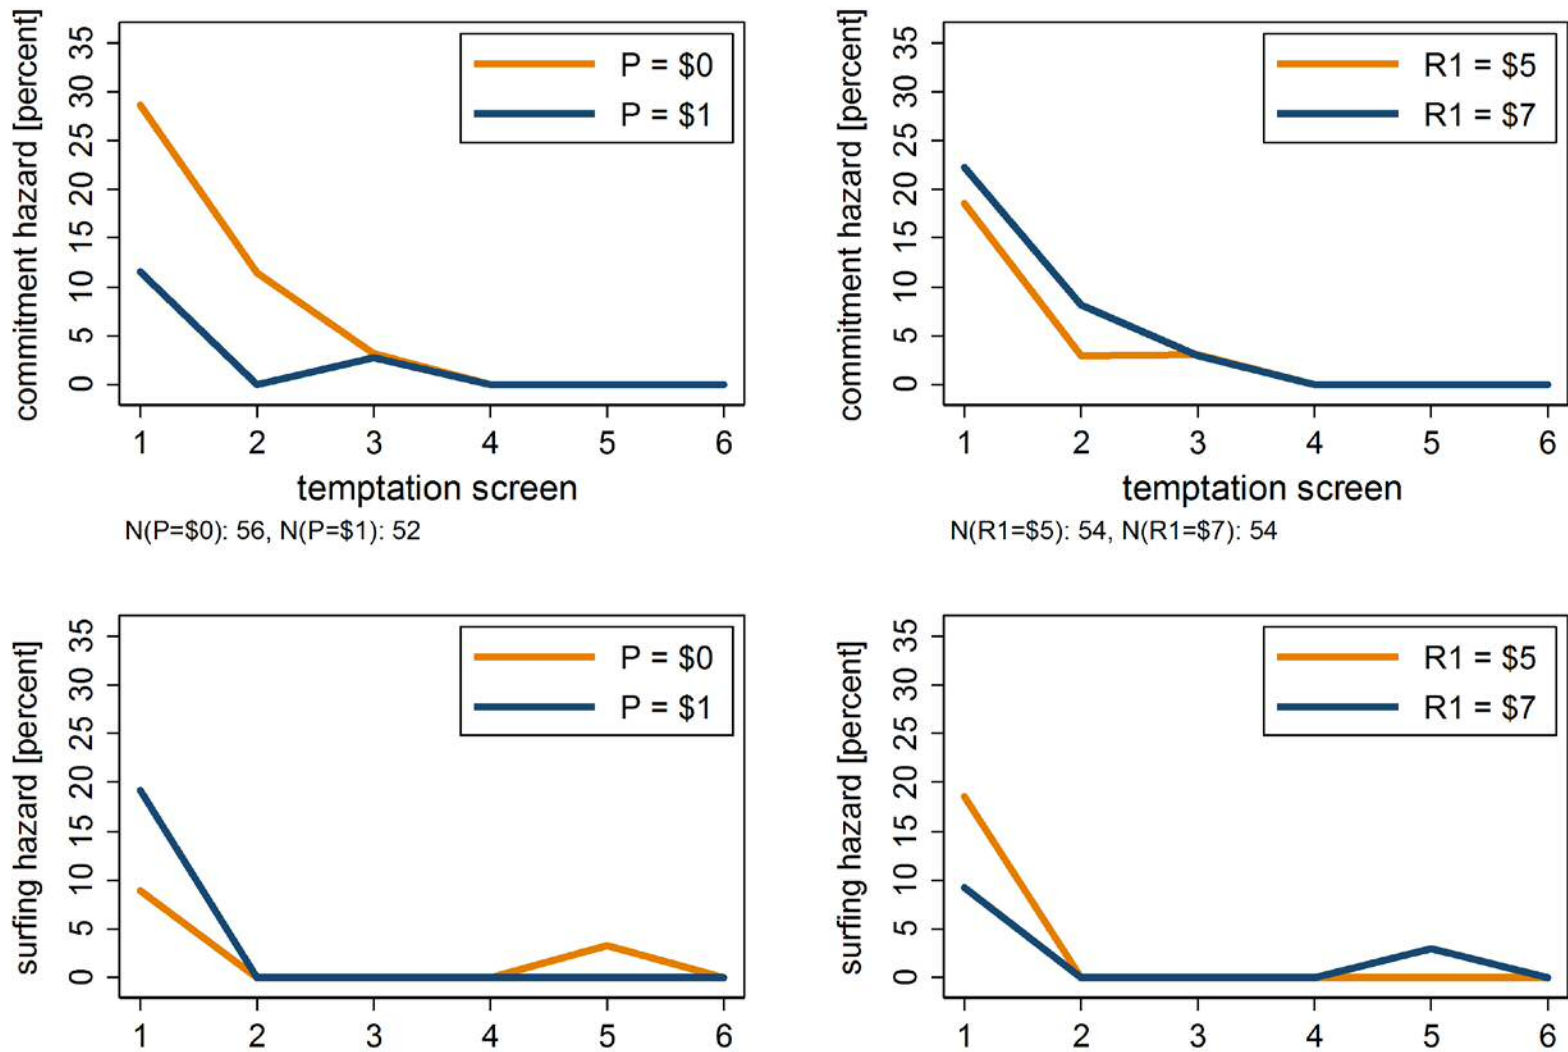 commitment hazard [percent]
35
30
25
20
15
10
5
0
P = $0
P = $1
1 2 3 4 5 6
temptation screen
N(P=$0): 56, N(P=$1): 52
commitment hazard [percent]
35
30
25
20
15
10
5
0
R1 = $5
R1 = $7
1 2 3 4 5 6
temptation screen
N(R1=$5): 54, N(R1=$7): 54
surfing hazard [percent]
35
30
25
20
15
10
5
0
P = $0
P = $1
1 2 3 4 5 6
surfing hazard [percent]
35
30
25
20
15
10
5
0
R1 = $5
R1 = $7
1 2 3 4 5 6